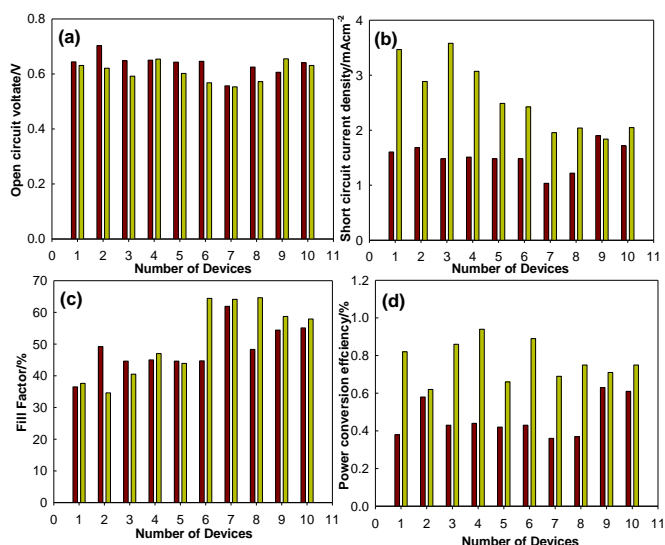 (a)
Open circuit voltate/V
0.8
0.6
0.4
0.2
0.0
0 1 2 3 4 5 6 7 8 9 10 11
Number of Devices
(b)
Short circuit current density/mAcm⁻²
4
3
2
1
0
0 1 2 3 4 5 6 7 8 9 10 11
Number of Devices
(c)
Fill Factor/%
70
60
50
40
30
20
10
0
0 1 2 3 4 5 6 7 8 9 10 11
Number of Devices
(d)
Power conversion effciency/%
1.2
1.0
0.8
0.6
0.4
0.2
0.0
0 1 2 3 4 5 6 7 8 9 10 11
Number of Devices